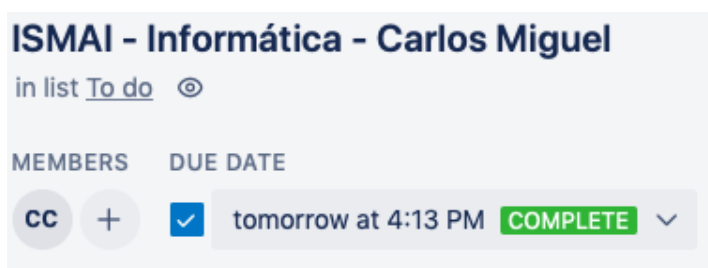 ISMAI - Informática - Carlos Miguel
in list To do
MEMBERS DUE DATE
CC + tomorrow at 4:13 PM COMPLETE